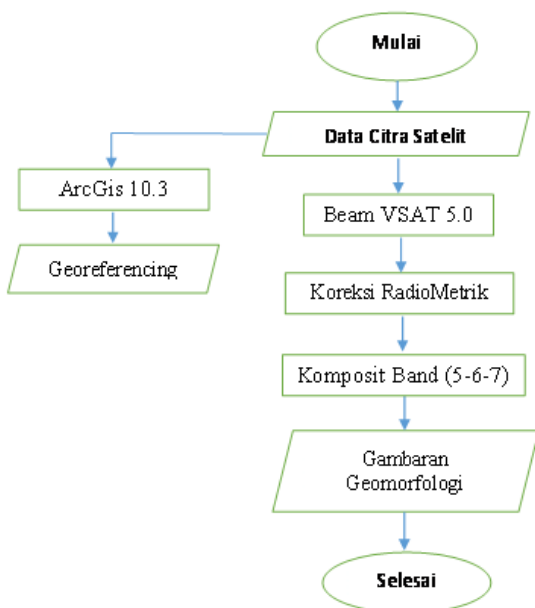 Mulai
Data Citra Satelit
ArcGis 10.3
Georeferencing
Beam VSAT 5.0
Koreksi RadioMetrik
Komposit Band (5-6-7)
Gambaran
Geomorfologi
Selesai